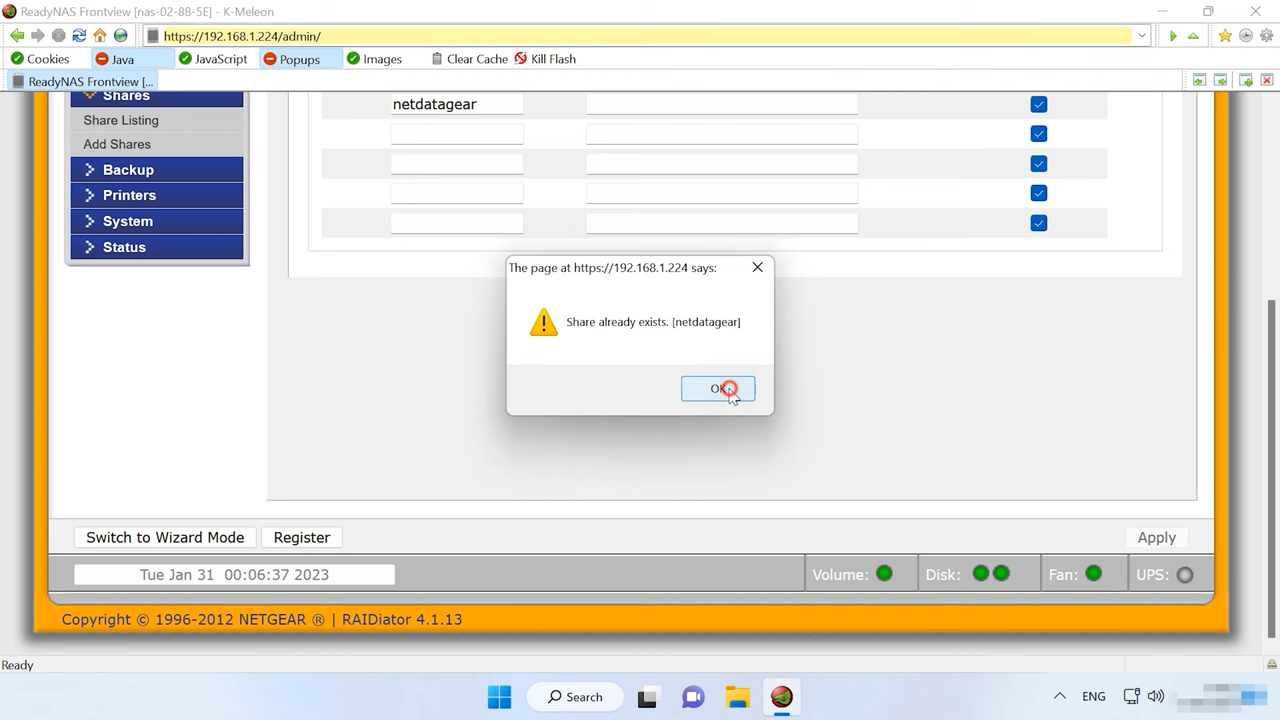 ReadyNAS Frontview [nas-02-8B-5E] - K-Meleon
https://192.168.1.224/admin/
Cookies Java JavaScript Popups Images Clear Cache Kill Flash
ReadyNAS Frontview [...
Shares
netdatagear
Share Listing
Add Shares
Backup
Printers
System
Status
The page at https://192.168.1.224 says:
Share already exists. [netdatagear]
OK
Switch to Wizard Mode Register Apply
Tue Jan 31 00:06:37 2023 Volume: Disk: Fan: UPS:
Copyright © 1996-2012 NETGEAR ® | RAIDiator 4.1.13
Ready
Search ENG